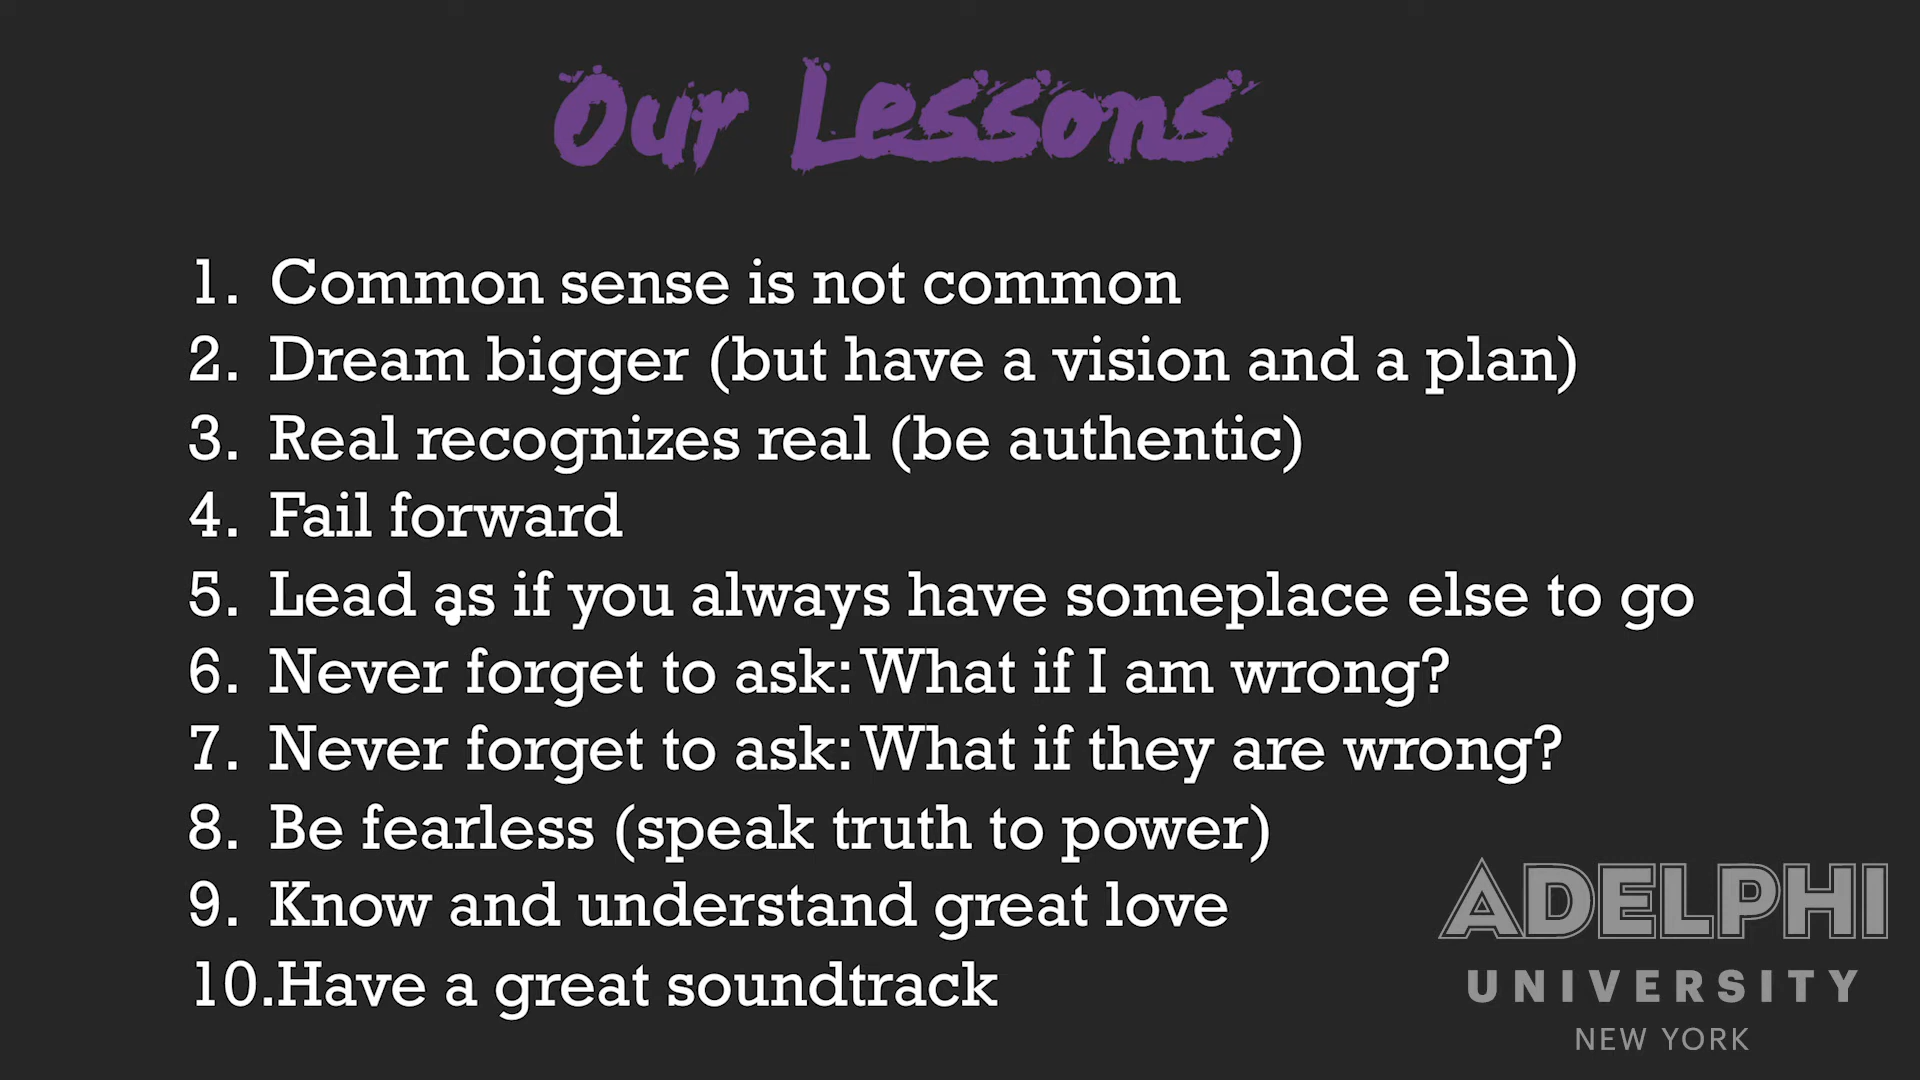 Our Lessons
1. Common sense is not common
2. Dream bigger (but have a vision and a plan)
3. Real recognizes real (be authentic)
4. Fail forward
5. Lead as if you always have someplace else to go
6. Never forget to ask: What if I am wrong?
7. Never forget to ask: What if they are wrong?
8. Be fearless (speak truth to power)
9. Know and understand great love
10. Have a great soundtrack
ADELPHI
UNIVERSITY
NEW YORK